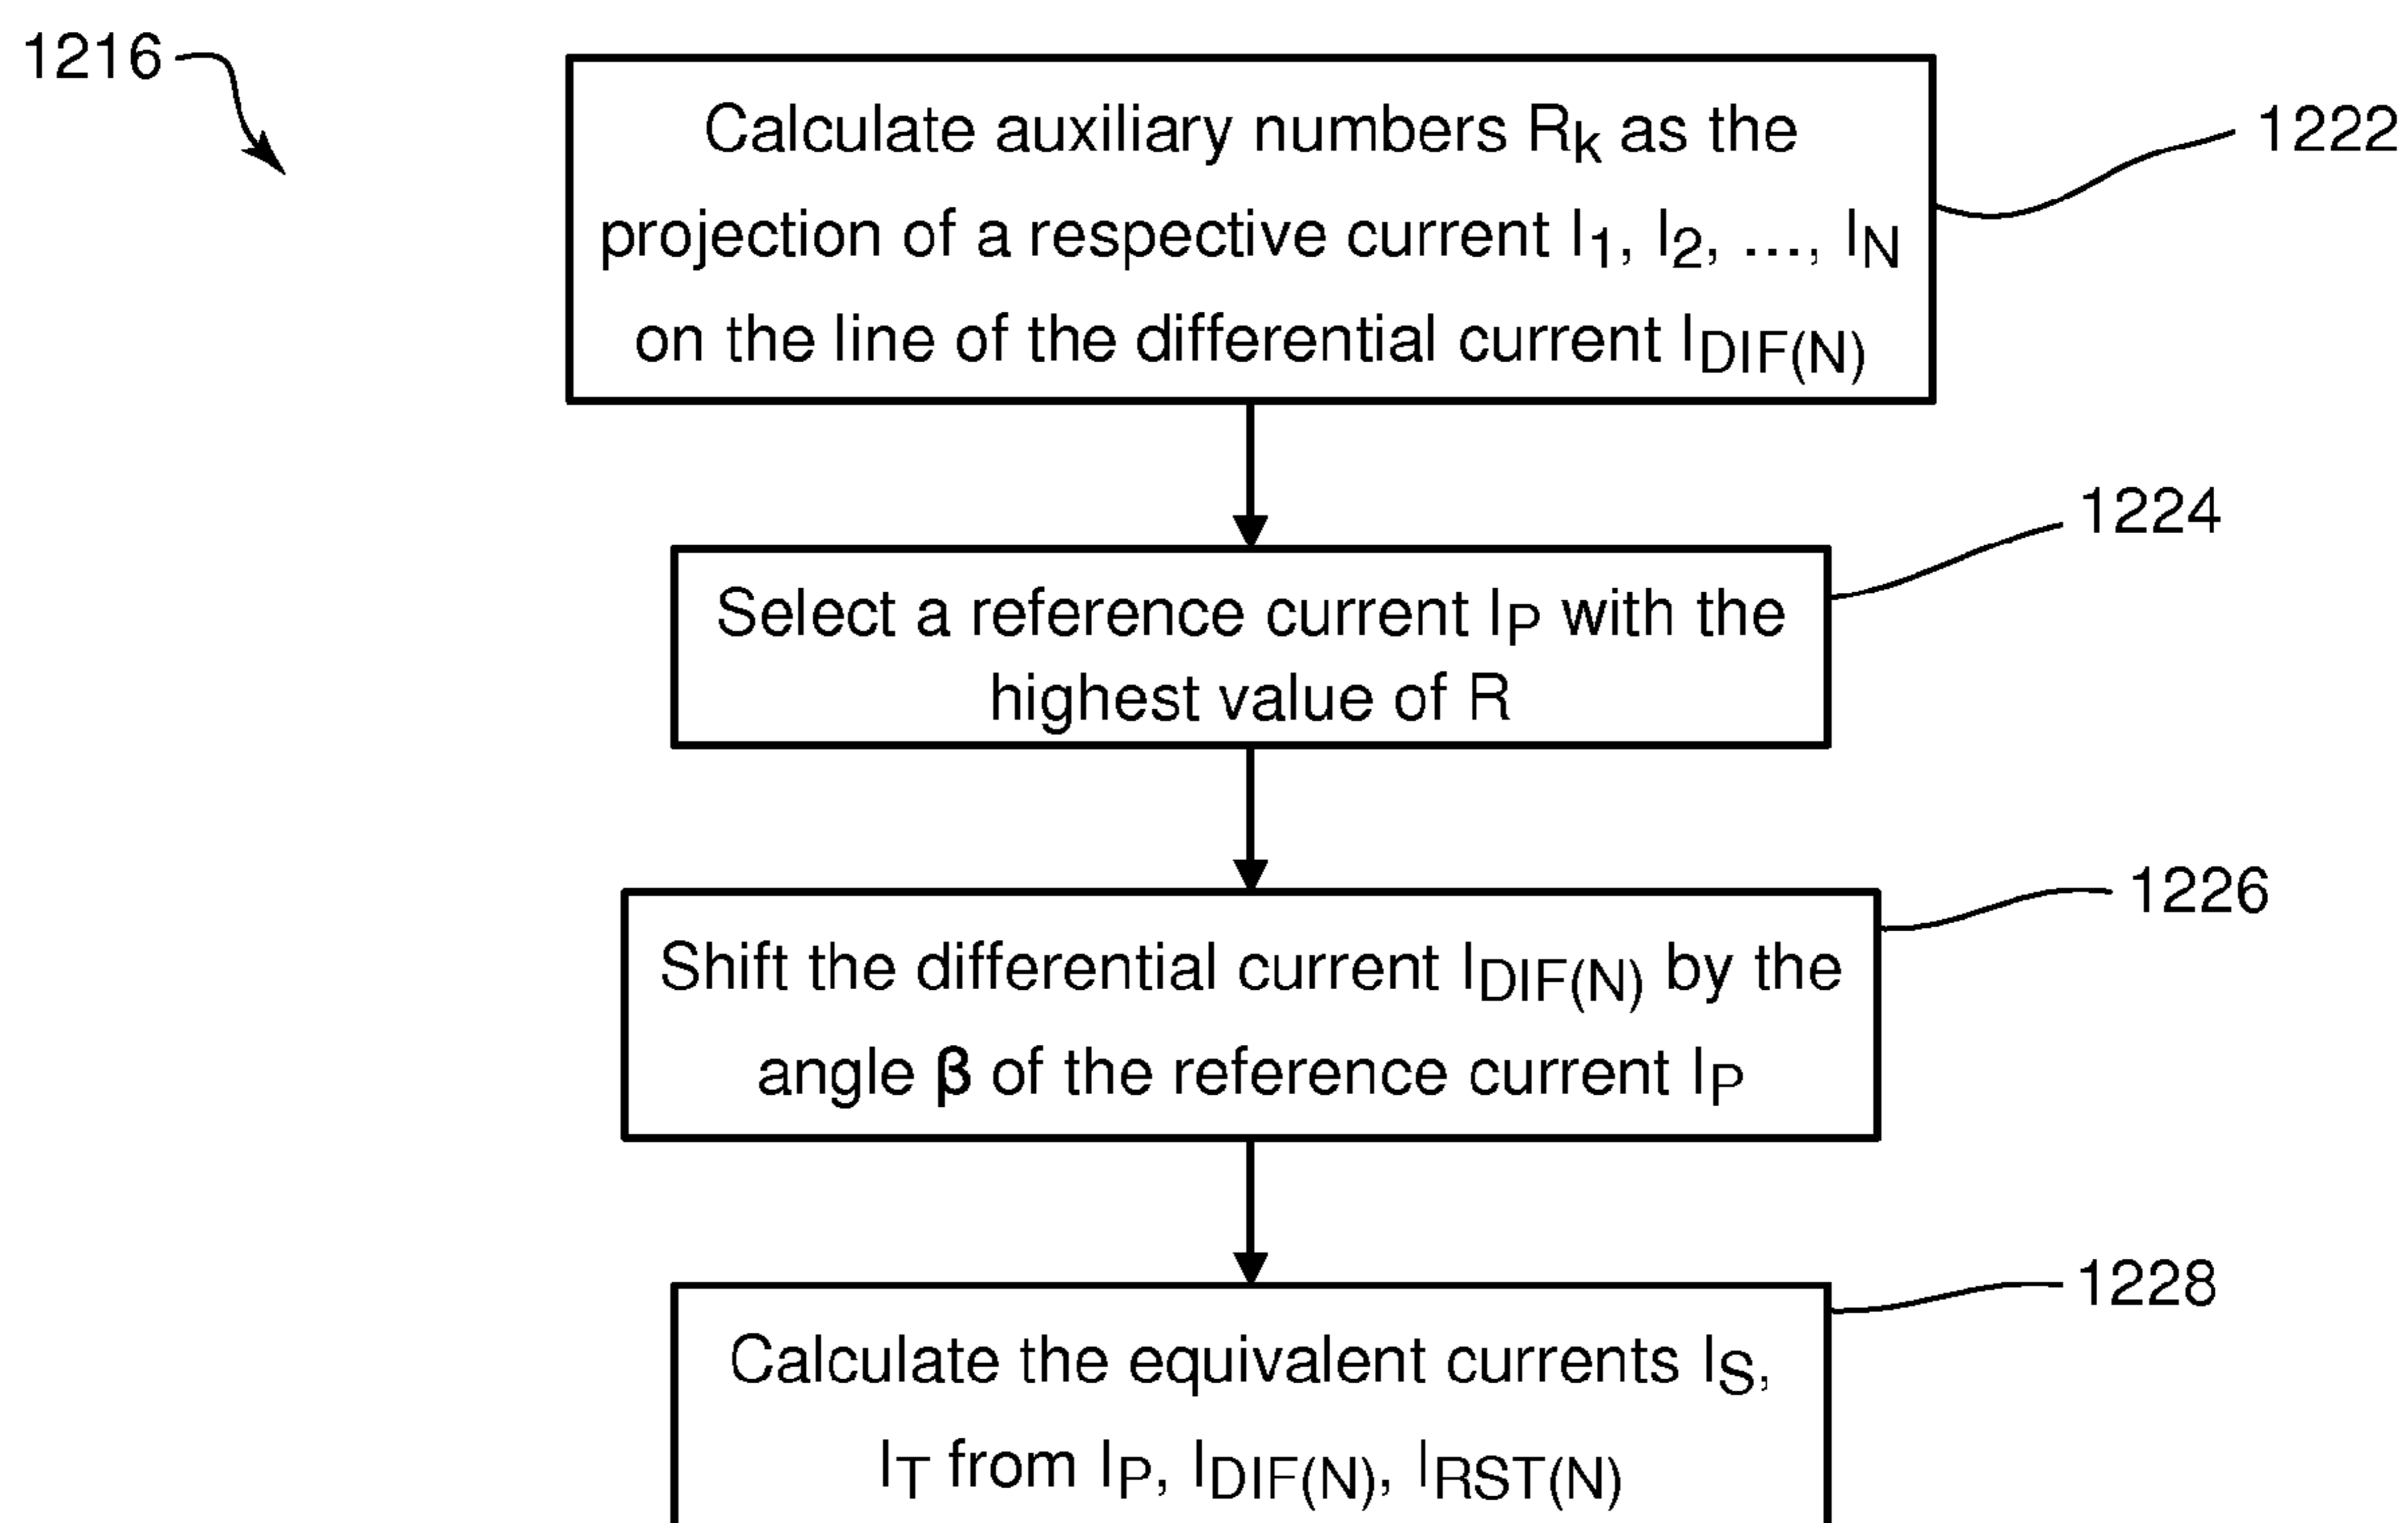 1216
Calculate auxiliary numbers Rk as the
1222
projection of a respective current I1, I2, ..., IN
on the line of the differential current IDIF(N)
1224
Select a reference current IP with the
highest value of R
1226
Shift the differential current IDIF(N) by the
angle β of the reference current IP
1228
Calculate the equivalent currents IS,
IT from IP, IDIF(N), IRST(N)